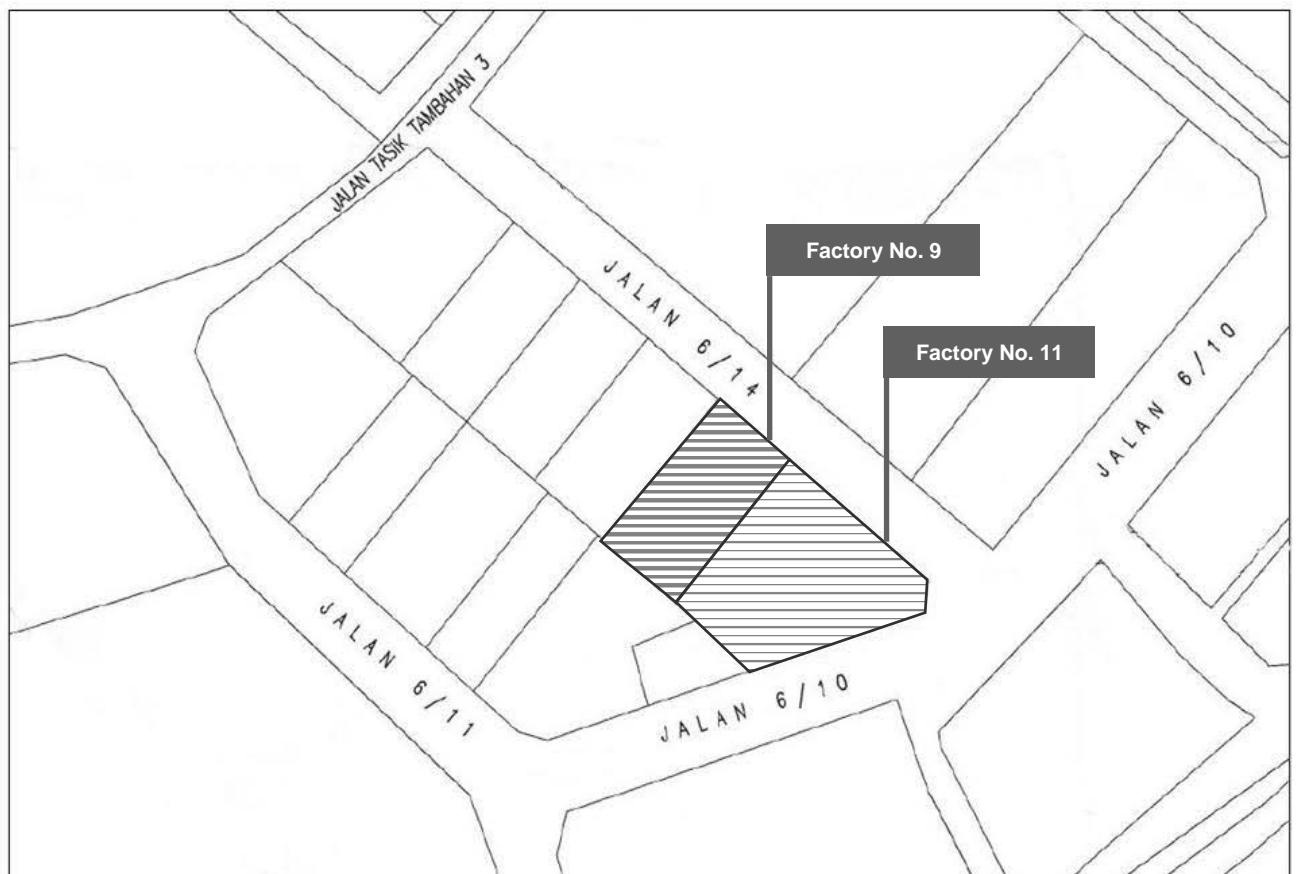 JALAN TASIK TAMBAHAN 3
Factory No. 9
JALAN 6/14
Factory No. 11
JALAN 6/10
JALAN 6/11
JALAN 6/10